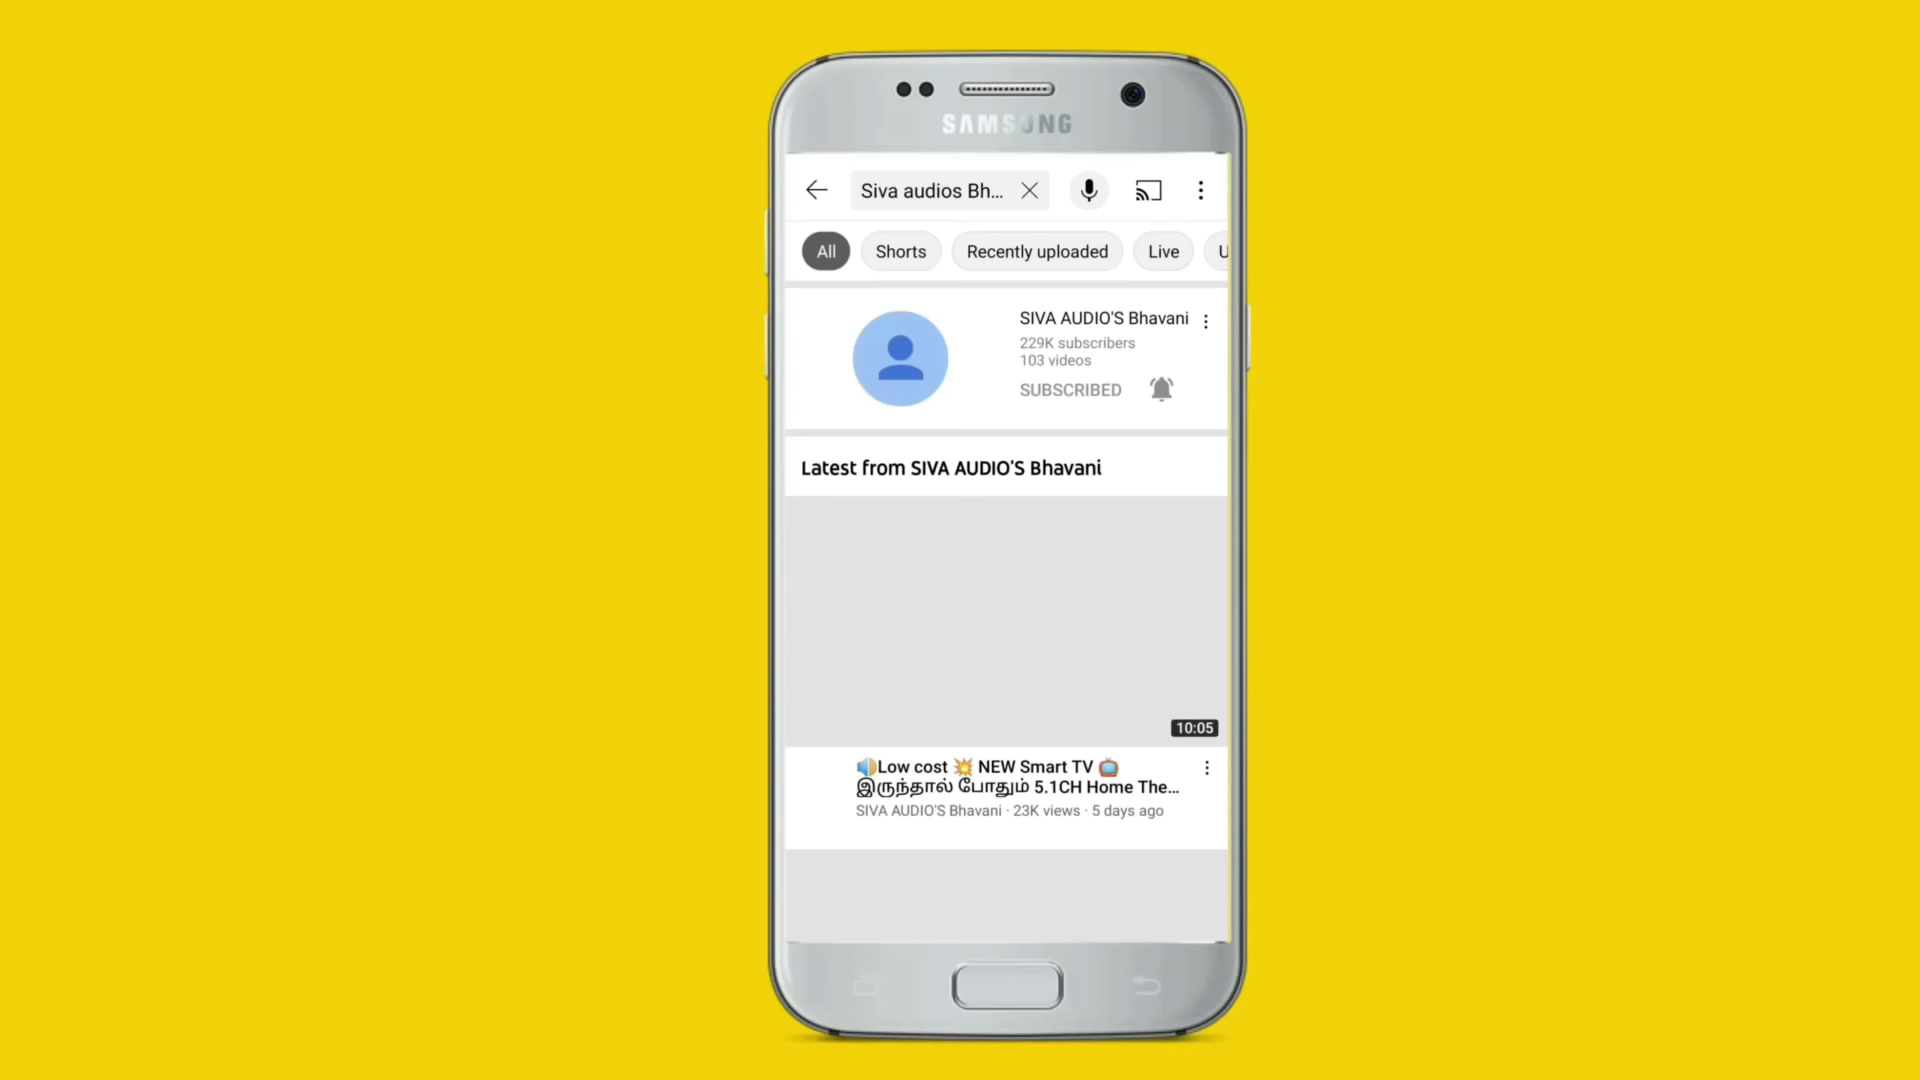 SAMSUNG
Siva audios Bh...
All
Shorts
Recently uploaded
Live
U
SIVA AUDIO'S Bhavani
229K subscribers
103 videos
SUBSCRIBED
Latest from SIVA AUDIO'S Bhavani
10:05
🔊Low cost 💥 NEW Smart TV 📺
இருந்தால் போதும் 5.1CH Home The...
SIVA AUDIO'S Bhavani · 23K views · 5 days ago